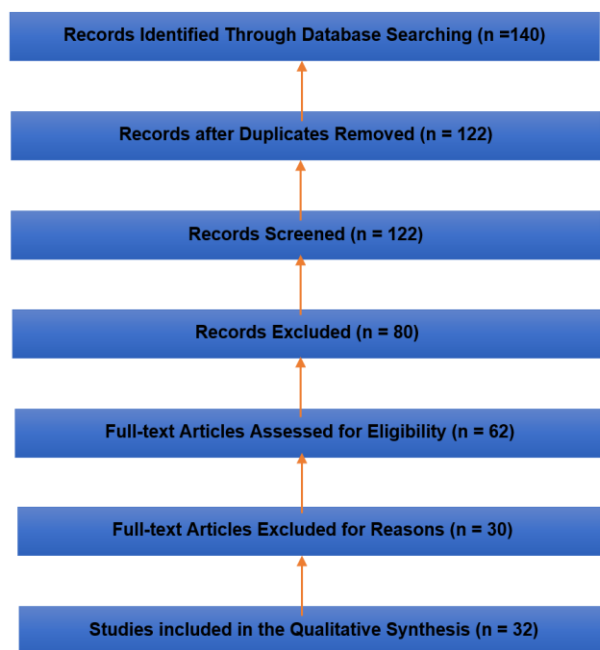 Records Identified Through Database Searching (n =140)
Records after Duplicates Removed (n = 122)
Records Screened (n = 122)
Records Excluded (n = 80)
Full-text Articles Assessed for Eligibility (n = 62)
Full-text Articles Excluded for Reasons (n = 30)
Studies included in the Qualitative Synthesis (n = 32)